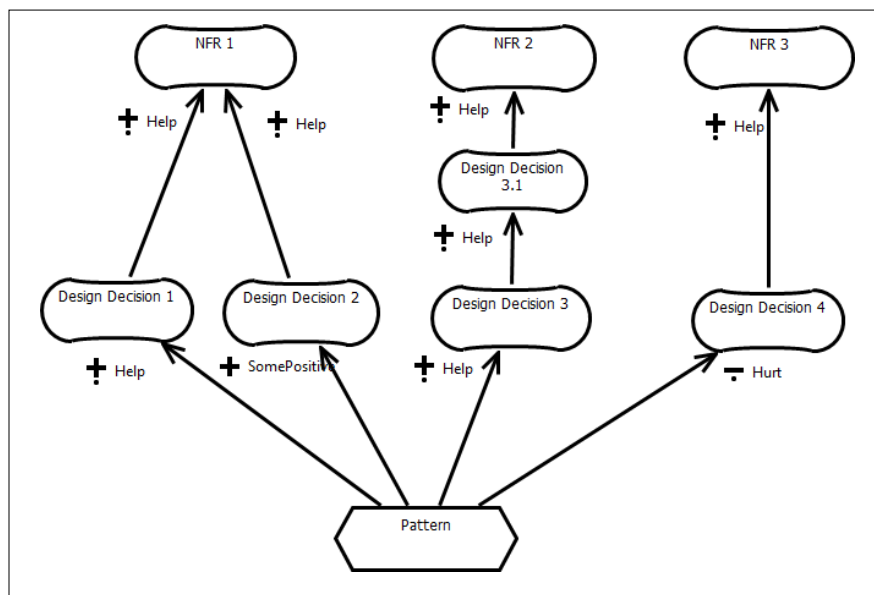 NFR 1
NFR 2
NFR 3
Help
Help
Help
Help
Design Decision
3.1
Help
Design Decision 1
Design Decision 2
Design Decision 3
Design Decision 4
Help
SomePositive
Help
Hurt
Pattern